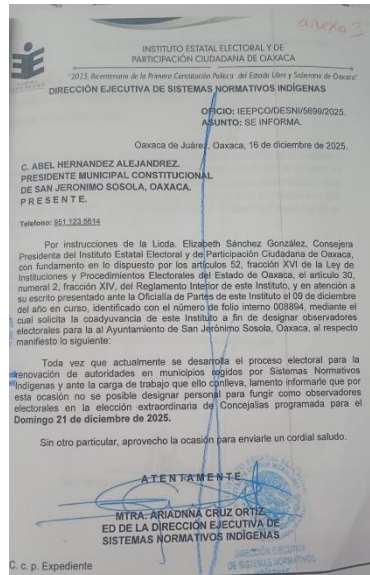 anexo 3
INSTITUTO ESTATAL ELECTORAL Y DE
PARTICIPACIÓN CIUDADANA DE OAXACA
"2025, Bicentenario de la Primera Constitución Política del Estado Libre y Soberano de Oaxaca"
DIRECCIÓN EJECUTIVA DE SISTEMAS NORMATIVOS INDÍGENAS
OFICIO: IEEPCO/DESNI/5699/2025.
ASUNTO: SE INFORMA.
Oaxaca de Juárez, Oaxaca, 16 de diciembre de 2025.
C. ABEL HERNANDEZ ALEJANDREZ.
PRESIDENTE MUNICIPAL CONSTITUCIONAL
DE SAN JERONIMO SOSOLA, OAXACA.
P R E S E N T E.
Telefono: 951 123 5614
Por instrucciones de la Licda. Elizabeth Sánchez González, Consejera
Presidenta del Instituto Estatal Electoral y de Participación Ciudadana de Oaxaca,
con fundamento en lo dispuesto por los artículos 52, fracción XVI de la Ley de
Instituciones y Procedimientos Electorales del Estado de Oaxaca, el artículo 30,
numeral 2, fracción XIV, del Reglamento Interior de este Instituto, y en atención a
su escrito presentado ante la Oficialía de Partes de este Instituto el 09 de diciembre
del año en curso, identificado con el número de folio interno 008894, mediante el
cual solicita la coadyuvancia de este Instituto a fin de designar observadores
electorales para la al Ayuntamiento de San Jerónimo Sosola, Oaxaca, al respecto
manifiesto lo siguiente:
Toda vez que actualmente se desarrolla el proceso electoral para la
renovación de autoridades en municipios regidos por Sistemas Normativos
Indígenas y ante la carga de trabajo que ello conlleva, lamento informarle que por
esta ocasión no se posible designar personal para fungir como observadores
electorales en la elección extraordinaria de Concejalías programada para el
Domingo 21 de diciembre de 2025.
Sin otro particular, aprovecho la ocasión para enviarle un cordial saludo.
A T E N T A M E N T E
MTRA. ARIADNNA CRUZ ORTIZ
ED DE LA DIRECCIÓN EJECUTIVA DE
SISTEMAS NORMATIVOS INDÍGENAS
DIRECCIÓN EJECUTIVA
DE SISTEMAS NORMATIVOS
C. c. p. Expediente